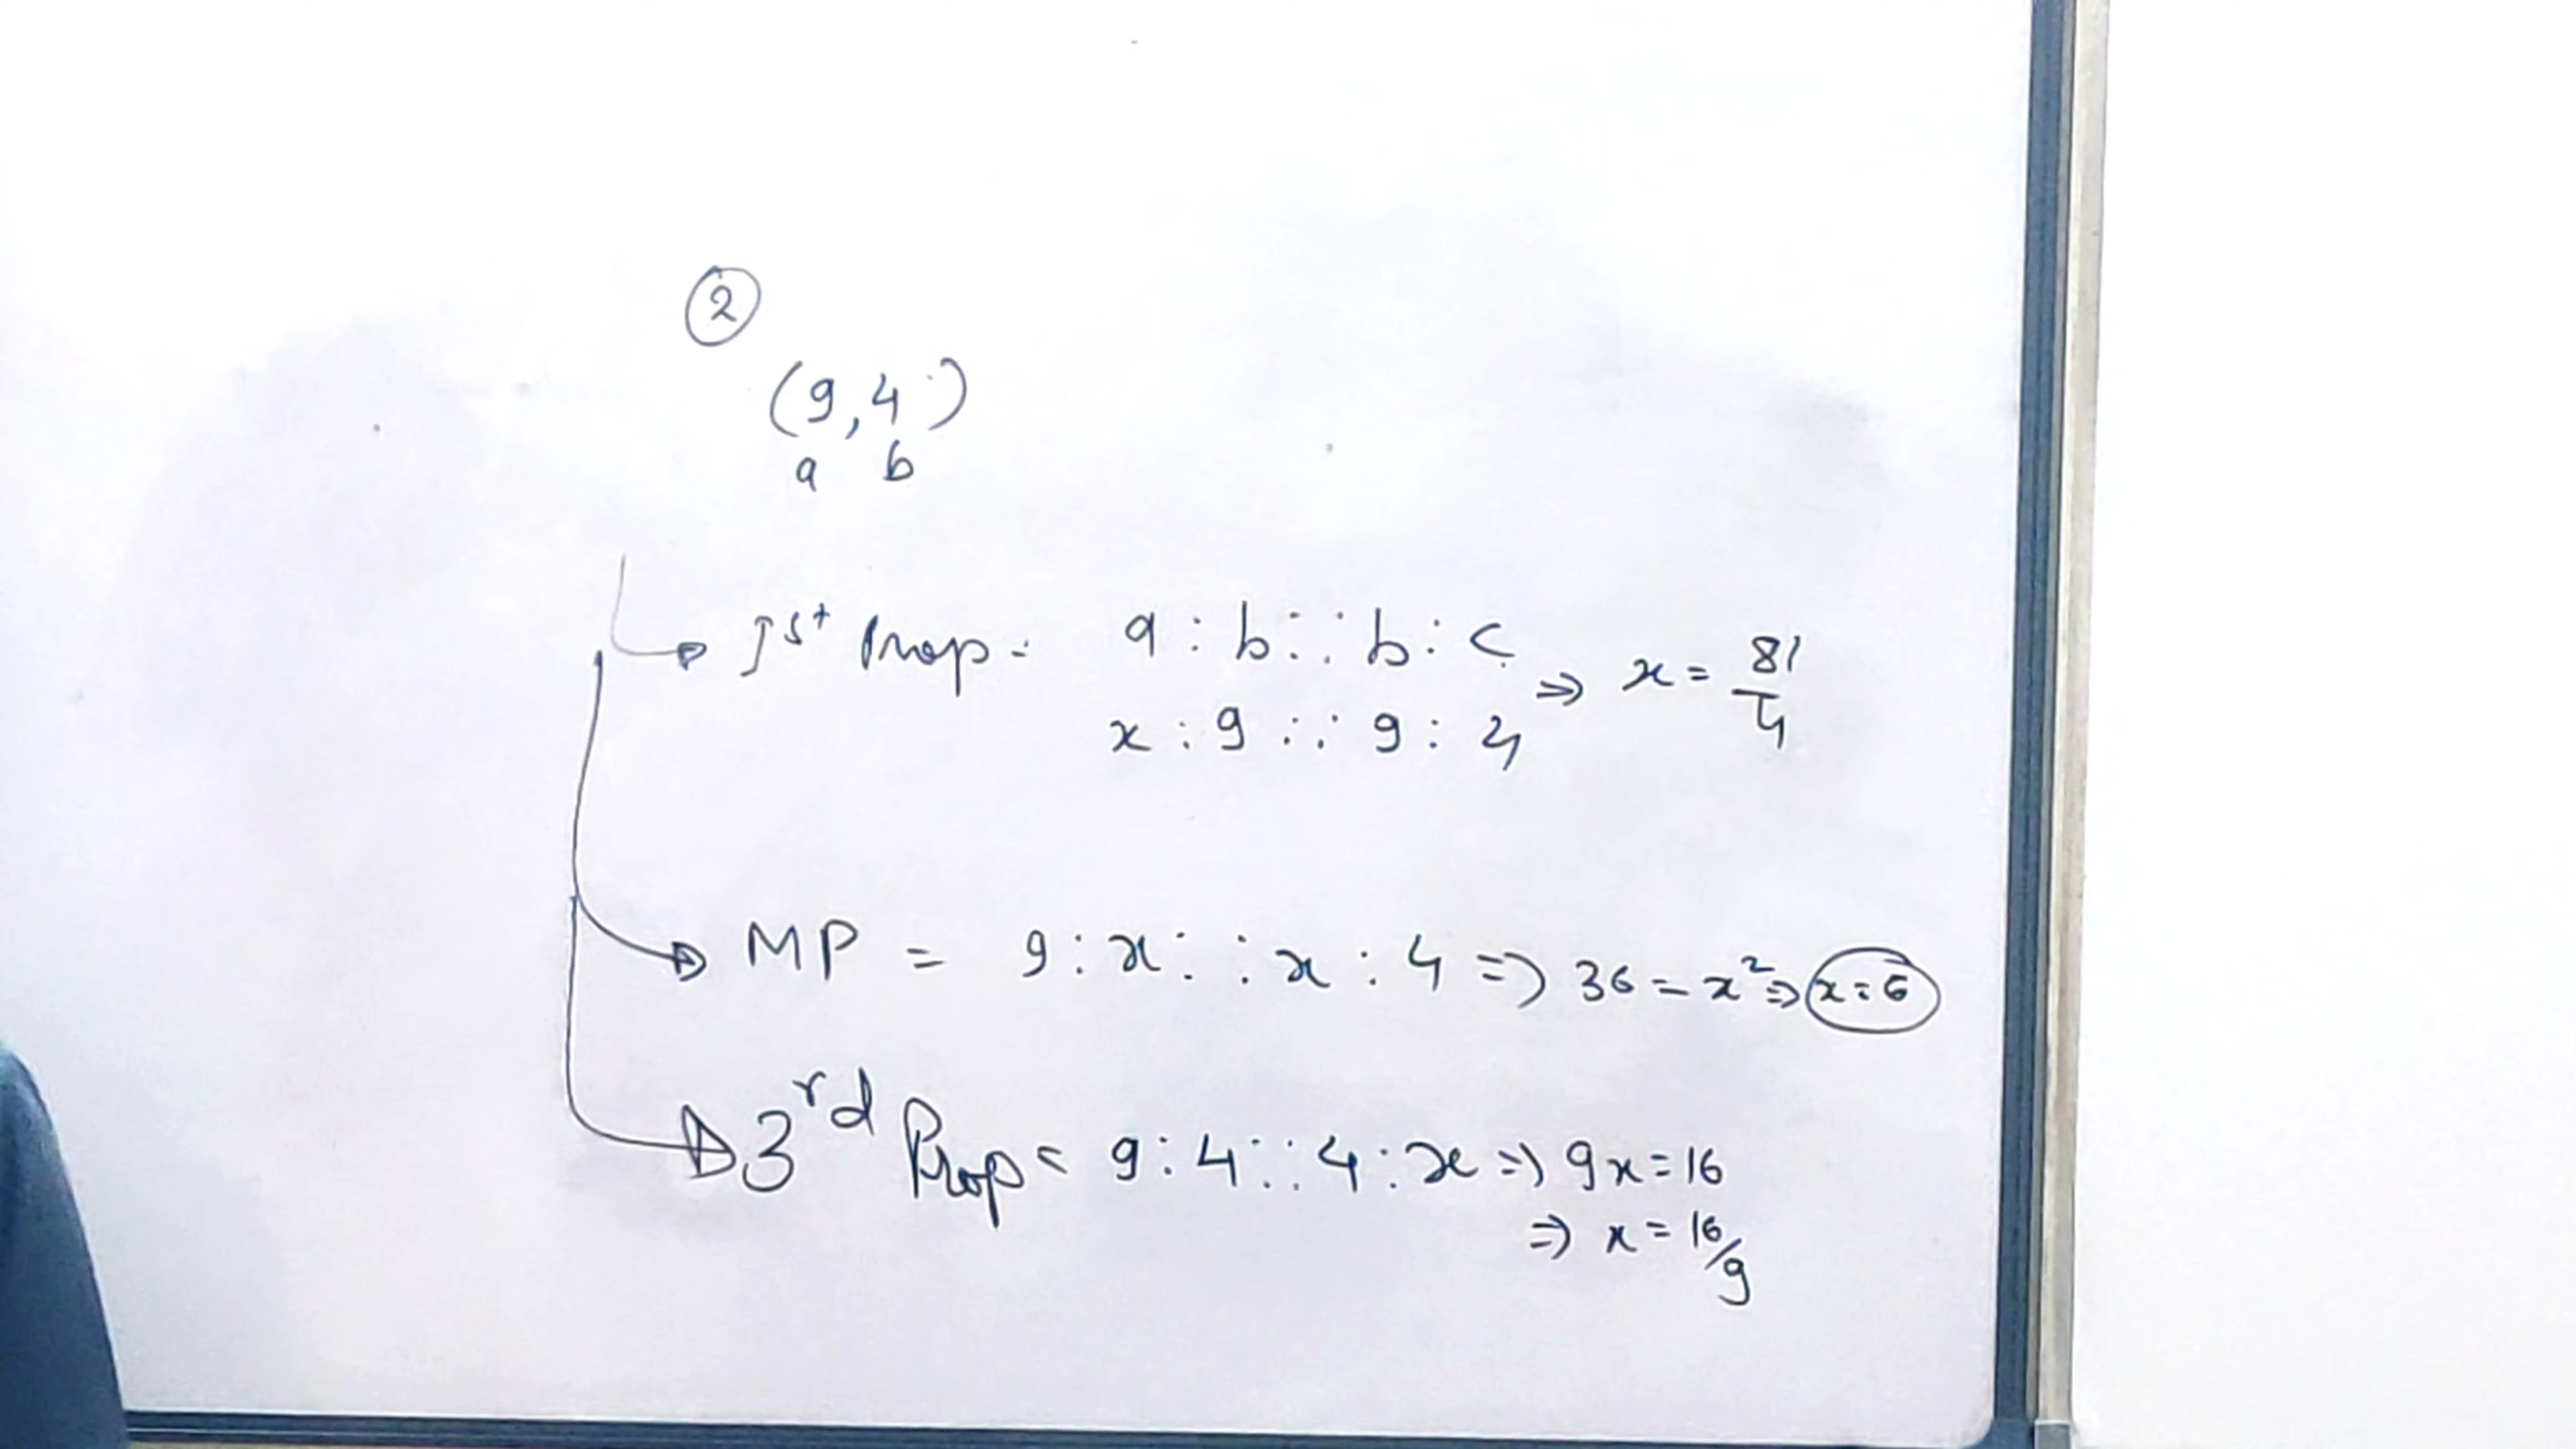 2
(9,4)
a b
1st Prop = a : b :: b : c
x : 9 :: 9 : 4 ⇒ x = 81/4
MP = 9 : x :: x : 4 ⇒ 36 = x² ⇒ x = 6
3rd Prop = 9 : 4 :: 4 : x ⇒ 9x = 16
⇒ x = 16/9